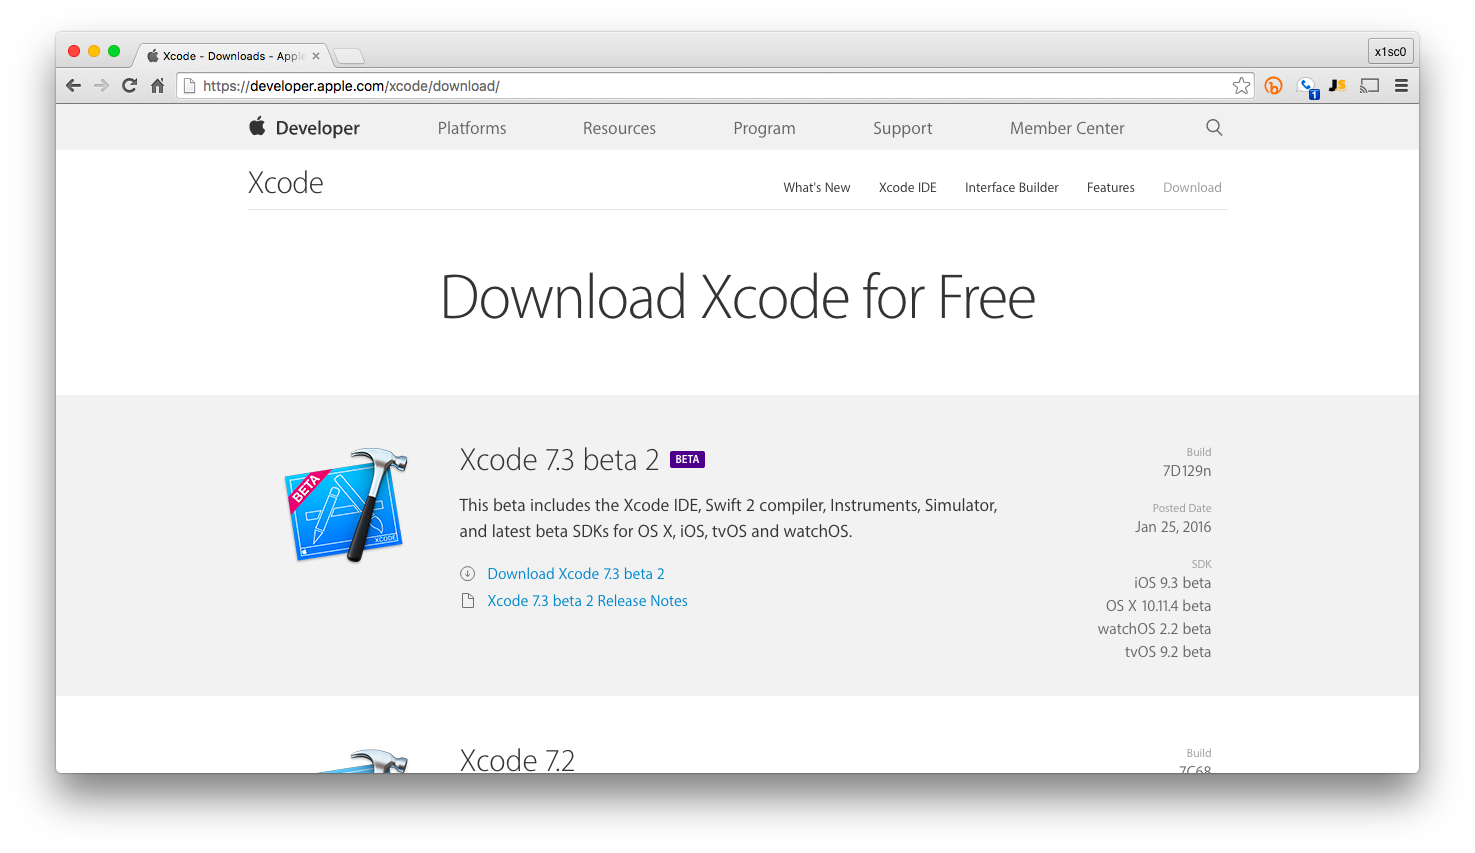 Xcode - Downloads - Apple
x1sc0
https://developer.apple.com/xcode/download/
1
JS
Developer
Platforms
Resources
Program
Support
Member Center
Xcode
What's New
Xcode IDE
Interface Builder
Features
Download
Download Xcode for Free
BETA
XCODE
Xcode 7.3 beta 2 BETA
This beta includes the Xcode IDE, Swift 2 compiler, Instruments, Simulator,
and latest beta SDKs for OS X, iOS, tvOS and watchOS.
Download Xcode 7.3 beta 2
Xcode 7.3 beta 2 Release Notes
Build
7D129n
Posted Date
Jan 25, 2016
SDK
iOS 9.3 beta
OS X 10.11.4 beta
watchOS 2.2 beta
tvOS 9.2 beta
Xcode 7.2
Build
7C68